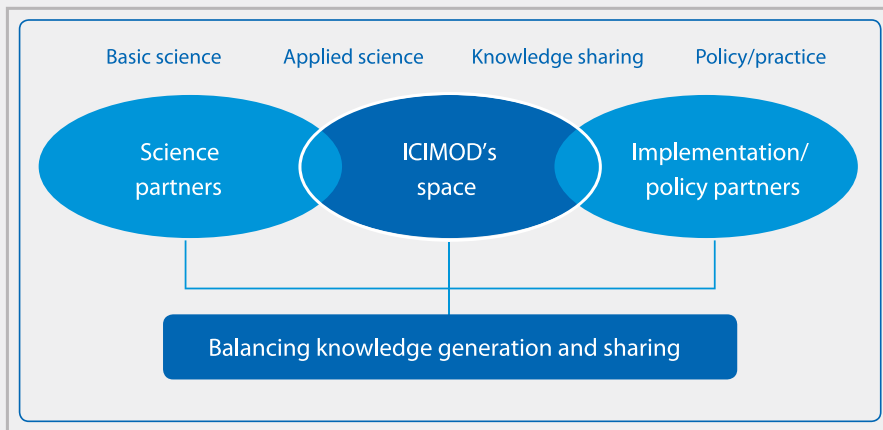 Basic science Applied science Knowledge sharing Policy/practice
Science
partners
ICIMOD's
space
Implementation/
policy partners
Balancing knowledge generation and sharing